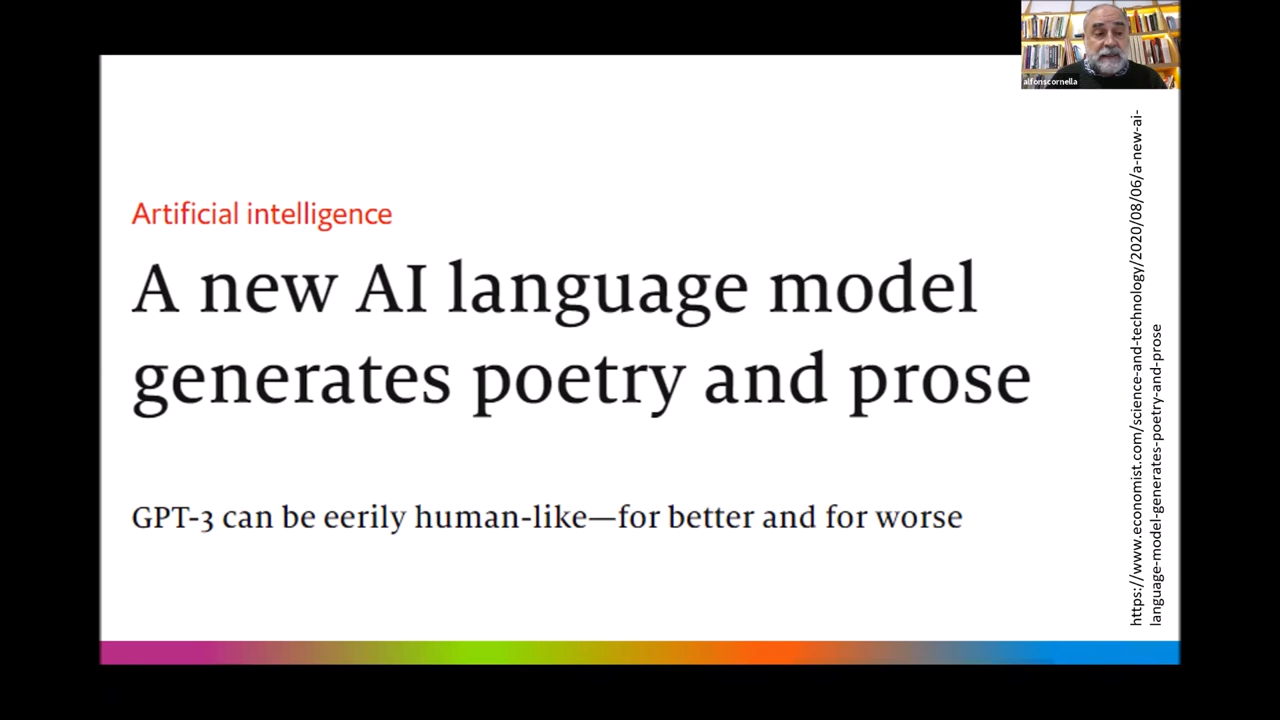 alfonscornella
Artificial intelligence
A new AI language model
generates poetry and prose
GPT-3 can be eerily human-like—for better and for worse
https://www.economist.com/science-and-technology/2020/08/06/a-new-ai-
language-model-generates-poetry-and-prose